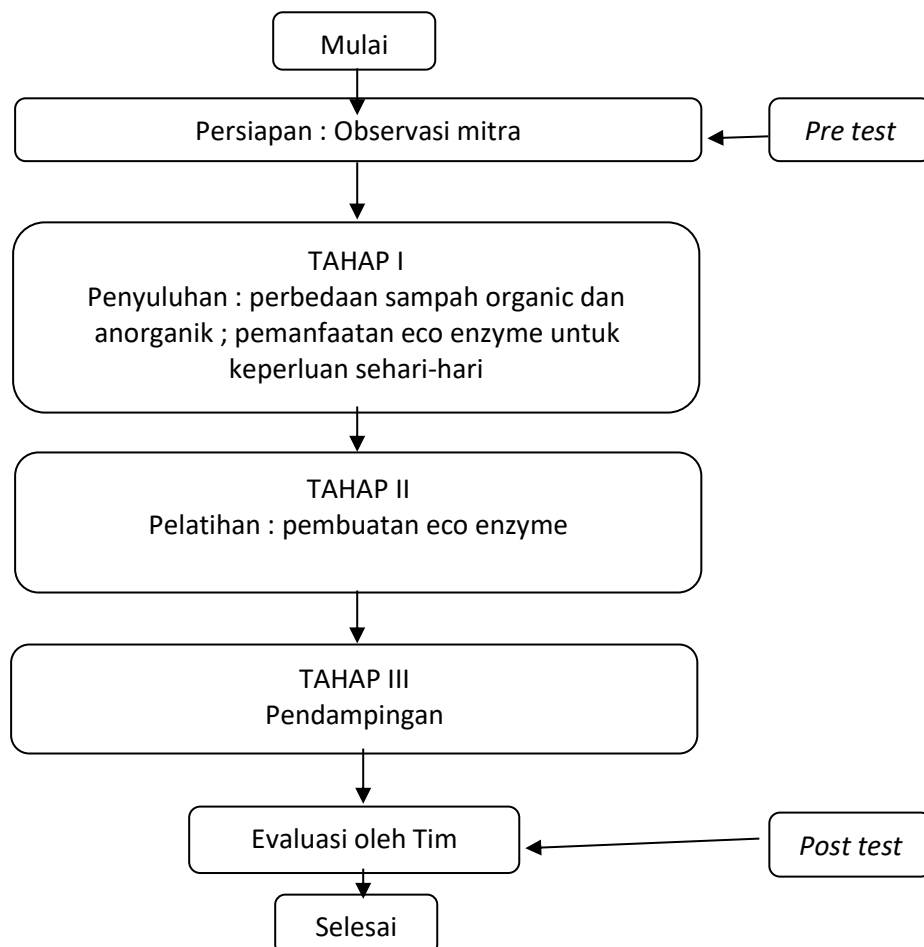 Mulai
Persiapan : Observasi mitra
Pre test
TAHAP I
Penyuluhan : perbedaan sampah organic dan
anorganik ; pemanfaatan eco enzyme untuk
keperluan sehari-hari
TAHAP II
Pelatihan : pembuatan eco enzyme
TAHAP III
Pendampingan
Evaluasi oleh Tim
Post test
Selesai